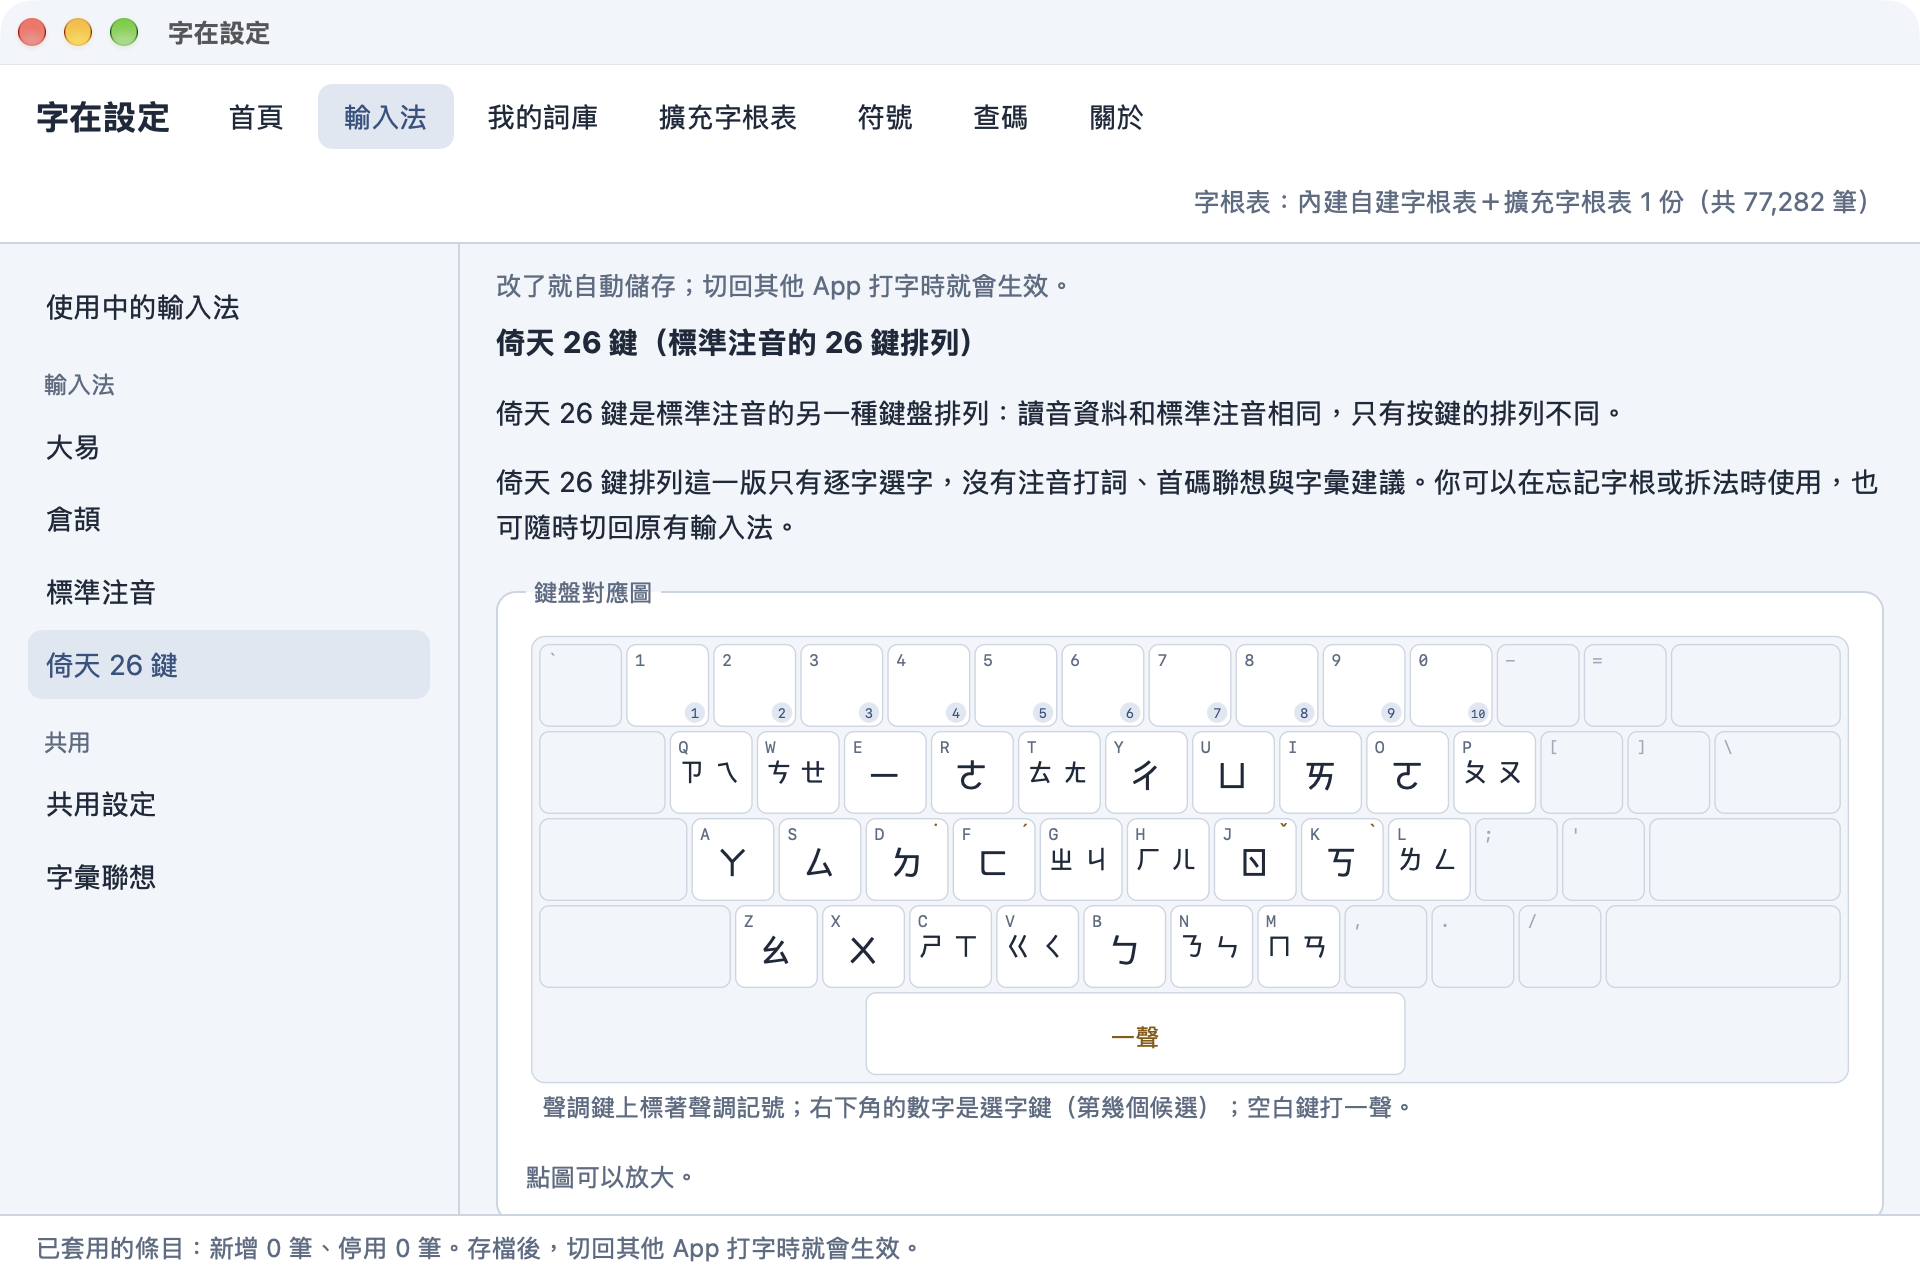 字在設定
字在設定 首頁 輸入法 我的詞庫 擴充字根表 符號 查碼 關於
字根表：內建自建字根表＋擴充字根表 1 份（共 77,282 筆）
使用中的輸入法
輸入法
大易
倉頡
標準注音
倚天 26 鍵
共用
共用設定
字彙聯想
改了就自動儲存；切回其他 App 打字時就會生效。
倚天 26 鍵（標準注音的 26 鍵排列）
倚天 26 鍵是標準注音的另一種鍵盤排列：讀音資料和標準注音相同，只有按鍵的排列不同。
倚天 26 鍵排列這一版只有逐字選字，沒有注音打詞、首碼聯想與字彙建議。你可以在忘記字根或拆法時使用，也
可隨時切回原有輸入法。
鍵盤對應圖
` 1 2 3 4 5 6 7 8 9 0 - =
1 2 3 4 5 6 7 8 9 10
Q W E R T Y U I O P [ ] \
ㄗ ㄟ ㄘ ㄝ ㄧ ㄜ ㄊ ㄤ ㄔ ㄩ ㄞ ㄛ ㄆ ㄡ
A S D ˙ F ˊ G H J ˇ K ˋ L ; '
ㄚ ㄙ ㄉ ㄈ ㄓ ㄐ ㄏ ㄦ ㄖ ㄎ ㄌ ㄥ
Z X C V B N M , . /
ㄠ ㄨ ㄕ ㄒ ㄍ ㄑ ㄅ ㄋ ㄣ ㄇ ㄢ
一聲
聲調鍵上標著聲調記號；右下角的數字是選字鍵（第幾個候選）；空白鍵打一聲。
點圖可以放大。
已套用的條目：新增 0 筆、停用 0 筆。存檔後，切回其他 App 打字時就會生效。